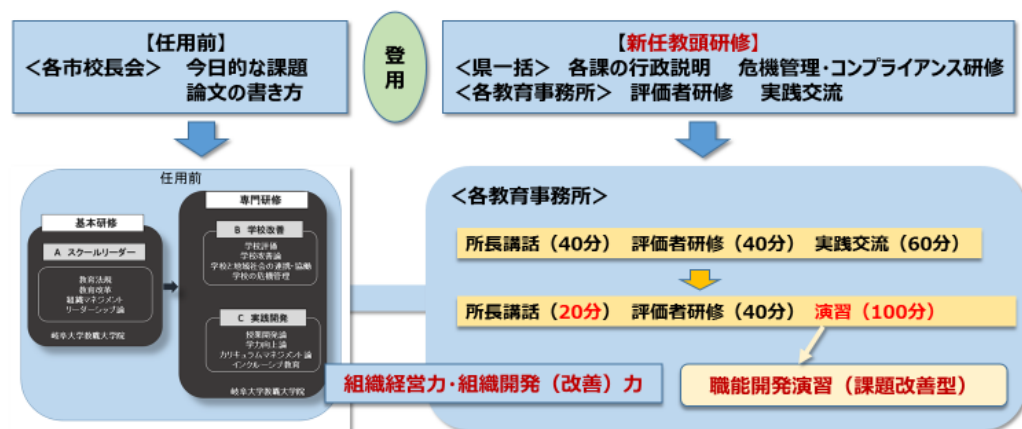 【任用前】
<各市校長会> 今日的な課題
論文の書き方
登用
【新任教頭研修】
<県一括> 各課の行政説明 危機管理・コンプライアンス研修
<各教育事務所> 評価者研修 実践交流
任用前
基本研修
A スクールリーダー
教育法規
教育改革
組織マネジメント
リーダーシップ論
岐阜大学教職大学院
専門研修
B 学校改善
学校評価
学校改善論
学校と地域社会の連携・協働
学校の危機管理
C 実践開発
授業開発論
学力向上論
カリキュラムマネジメント論
インクルーシブ教育
岐阜大学教職大学院
<各教育事務所>
所長講話(40分) 評価者研修(40分) 実践交流(60分)
所長講話(20分) 評価者研修(40分) 演習(100分)
組織経営力・組織開発(改善)力
職能開発演習(課題改善型)